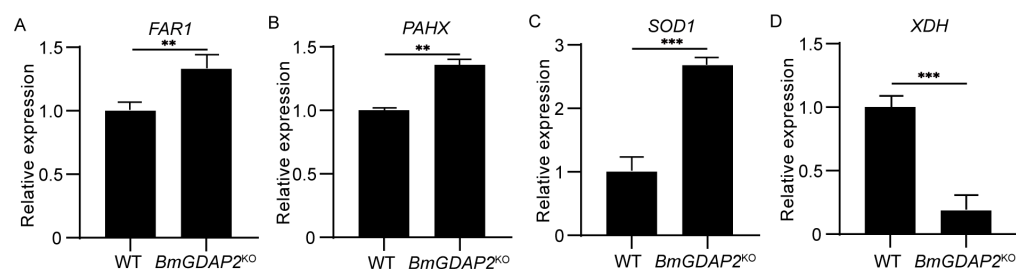 A
FAR1
**
Relative expression
1.5
1.0
0.5
0
WT BmGDAP2ᴷᴼ
B
PAHX
**
Relative expression
1.5
1.0
0.5
0
WT BmGDAP2ᴷᴼ
C
SOD1
***
Relative expression
3
2
1
0
WT BmGDAP2ᴷᴼ
D
XDH
***
Relative expression
1.5
1.0
0.5
0
WT BmGDAP2ᴷᴼ